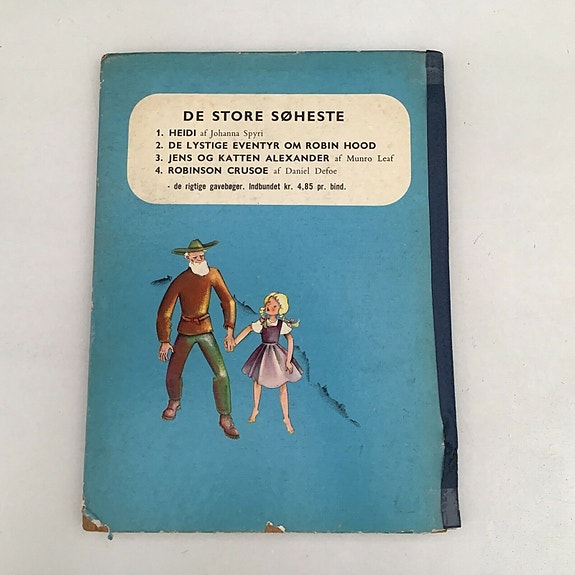 DE STORE SØHESTE
1. HEIDI af Johanna Spyri
2. DE LYSTIGE EVENTYR OM ROBIN HOOD
3. JENS OG KATTEN ALEXANDER af Munro Leaf
4. ROBINSON CRUSOE af Daniel Defoe
- de rigtige gavebøger. Indbundet kr. 4,85 pr. bind.